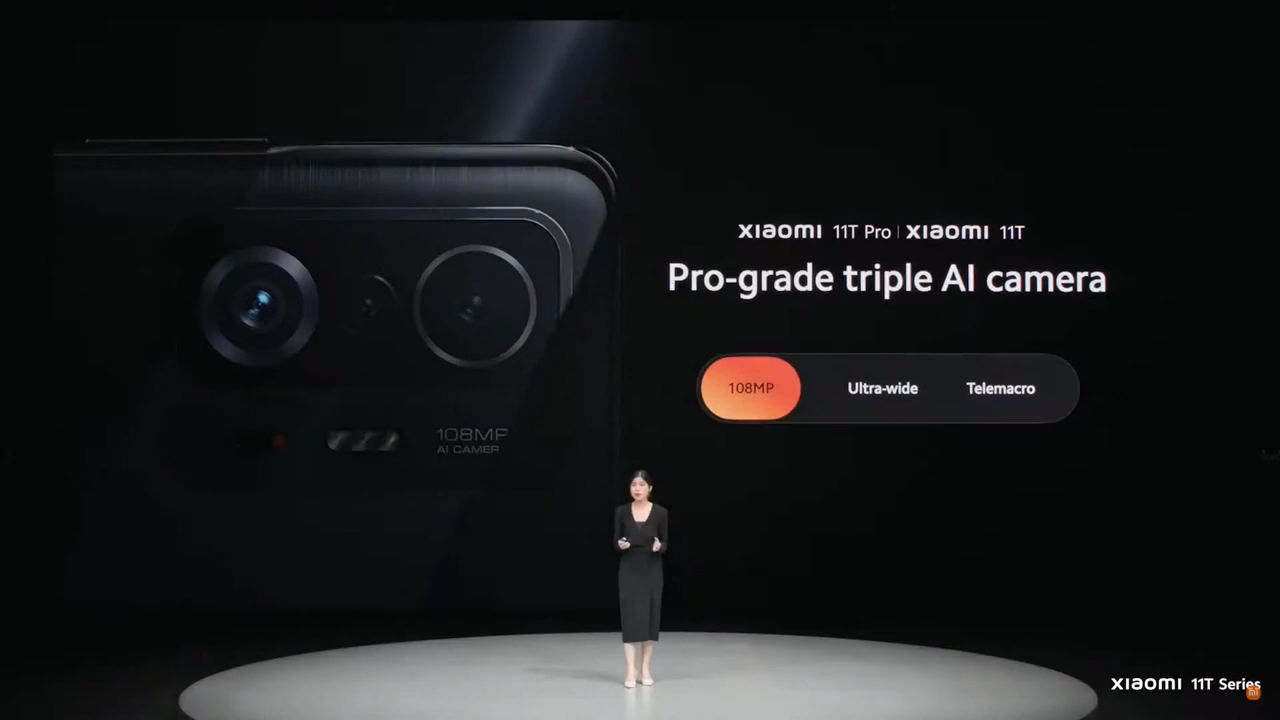 xiaomi 11T Pro | xiaomi 11T
Pro-grade triple AI camera
108MP Ultra-wide Telemacro
108MP
AI CAMER
xiaomi 11T Series
mi